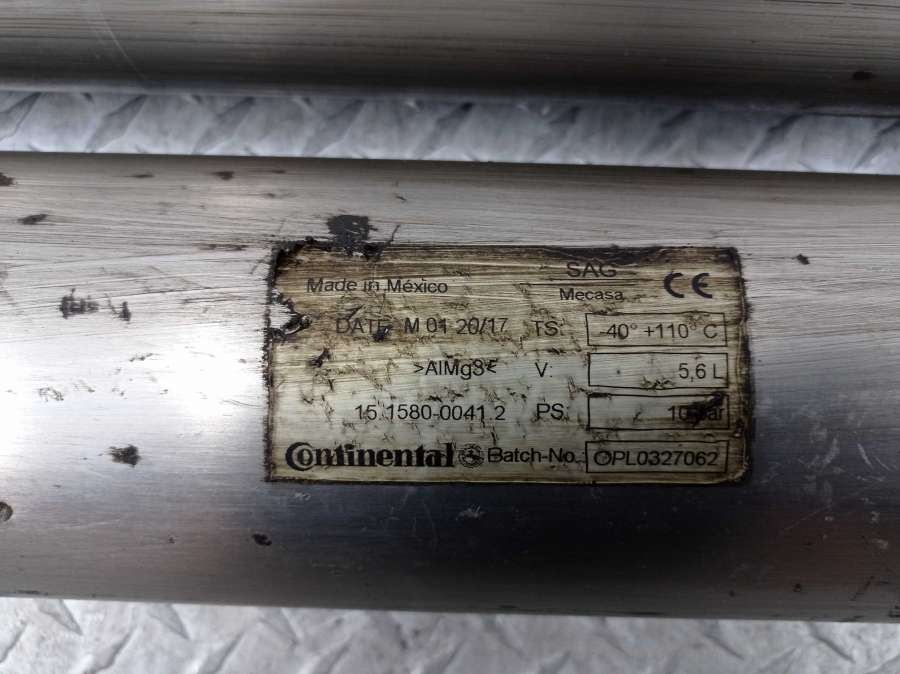 Made in México
SAG
Mecasa
CE
DATE M 01 20/17 TS: -40° +110° C
>AlMg3< V: 5,6 L
15.1580-0041.2 PS:
Continental Batch-No.: OPL0327062